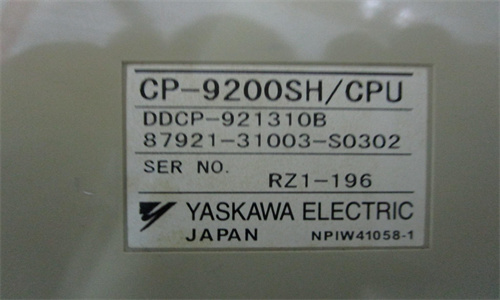 CP-9200SH/CPU
DDCP-921310B
87921-31003-S0302
SER NO. RZ1-196
YASKAWA ELECTRIC
JAPAN NPIW41058-1